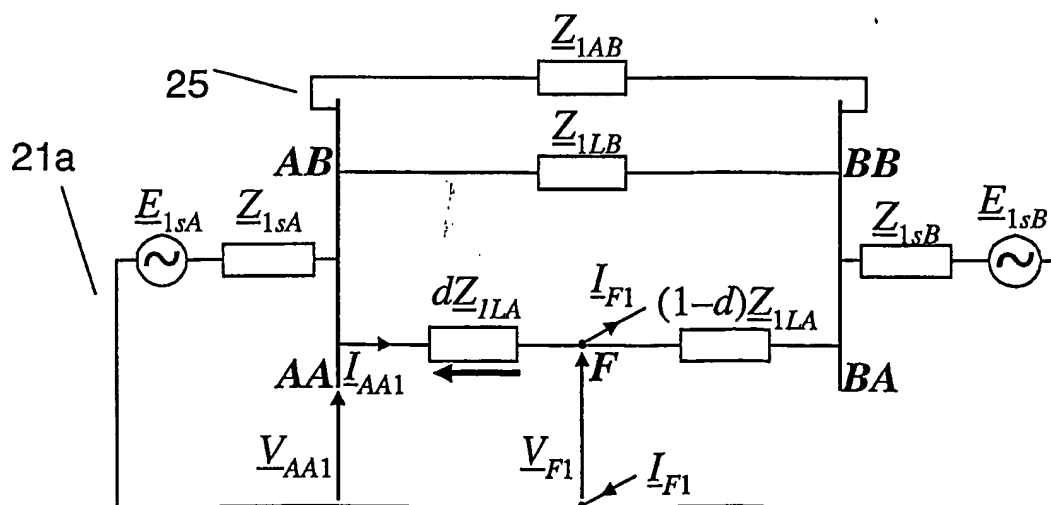 Z1AB
25
Z1LB
21a
AB
BB
E1sA
Z1sA
Z1sB
E1sB
dZ1LA
IF1
(1–d)Z1LA
AA
IAA1
F
BA
VAA1
VF1
IF1